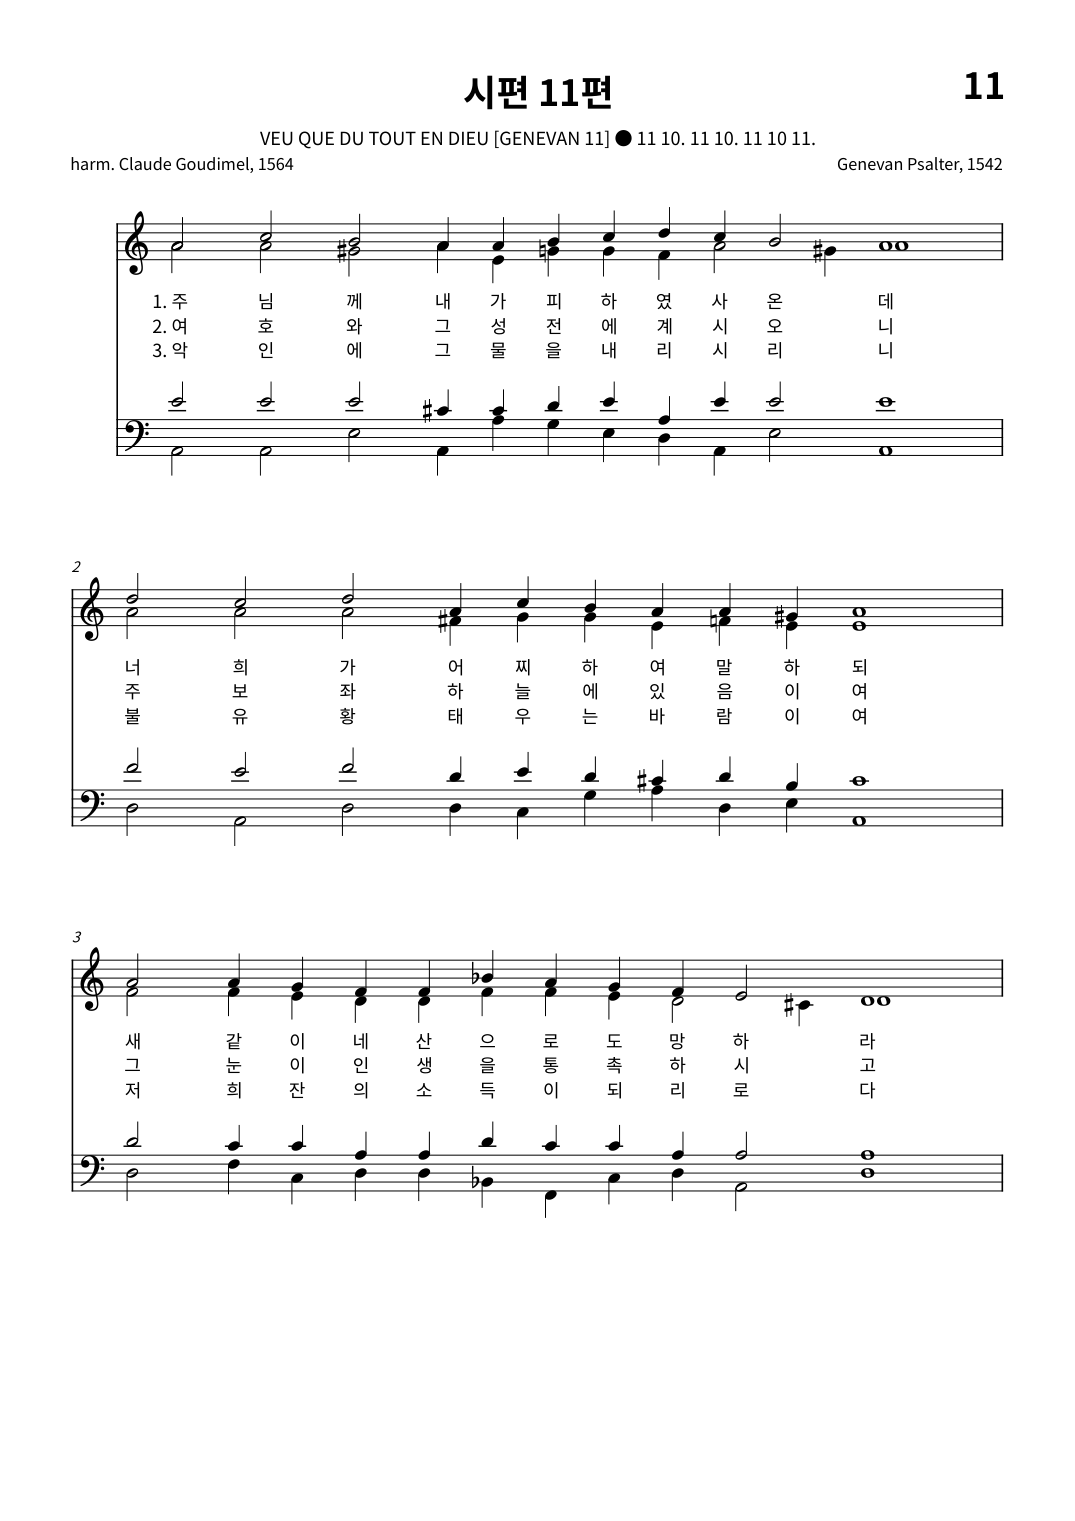 시편 11편
11
VEU QUE DU TOUT EN DIEU [GENEVAN 11] ● 11 10. 11 10. 11 10 11.
harm. Claude Goudimel, 1564
Genevan Psalter, 1542
1. 주 님 께 내 가 피 하 였 사 온 데
2. 여 호 와 그 성 전 에 계 시 오 니
3. 악 인 에 그 물 을 내 리 시 리 니
2
너 희 가 어 찌 하 여 말 하 되
주 보 좌 하 늘 에 있 음 이 여
불 유 황 태 우 는 바 람 이 여
3
새 같 이 네 산 으 로 도 망 하 라
그 눈 이 인 생 을 통 촉 하 시 고
저 희 잔 의 소 득 이 되 리 로 다